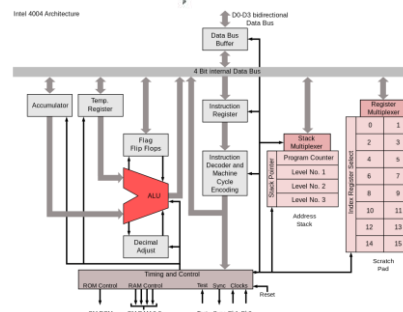 Intel 4004 Architecture
D0-D3 bidirectional
Data Bus
Data Bus
Buffer
4 Bit internal Data Bus
Accumulator
Temp.
Register
Instruction
Register
Stack
Multiplexer
Register
Multiplexer
Flag
Flip Flops
Instruction
Decoder and
Machine
Cycle
Encoding
Stack Pointer
Program Counter
Level No. 1
Level No. 2
Level No. 3
Address
Stack
Index Register Select
0 1
2 3
4 5
6 7
8 9
10 11
12 13
14 15
Scratch
Pad
ALU
Decimal
Adjust
Timing and Control
ROM Control RAM Control Test Sync Clocks
Reset